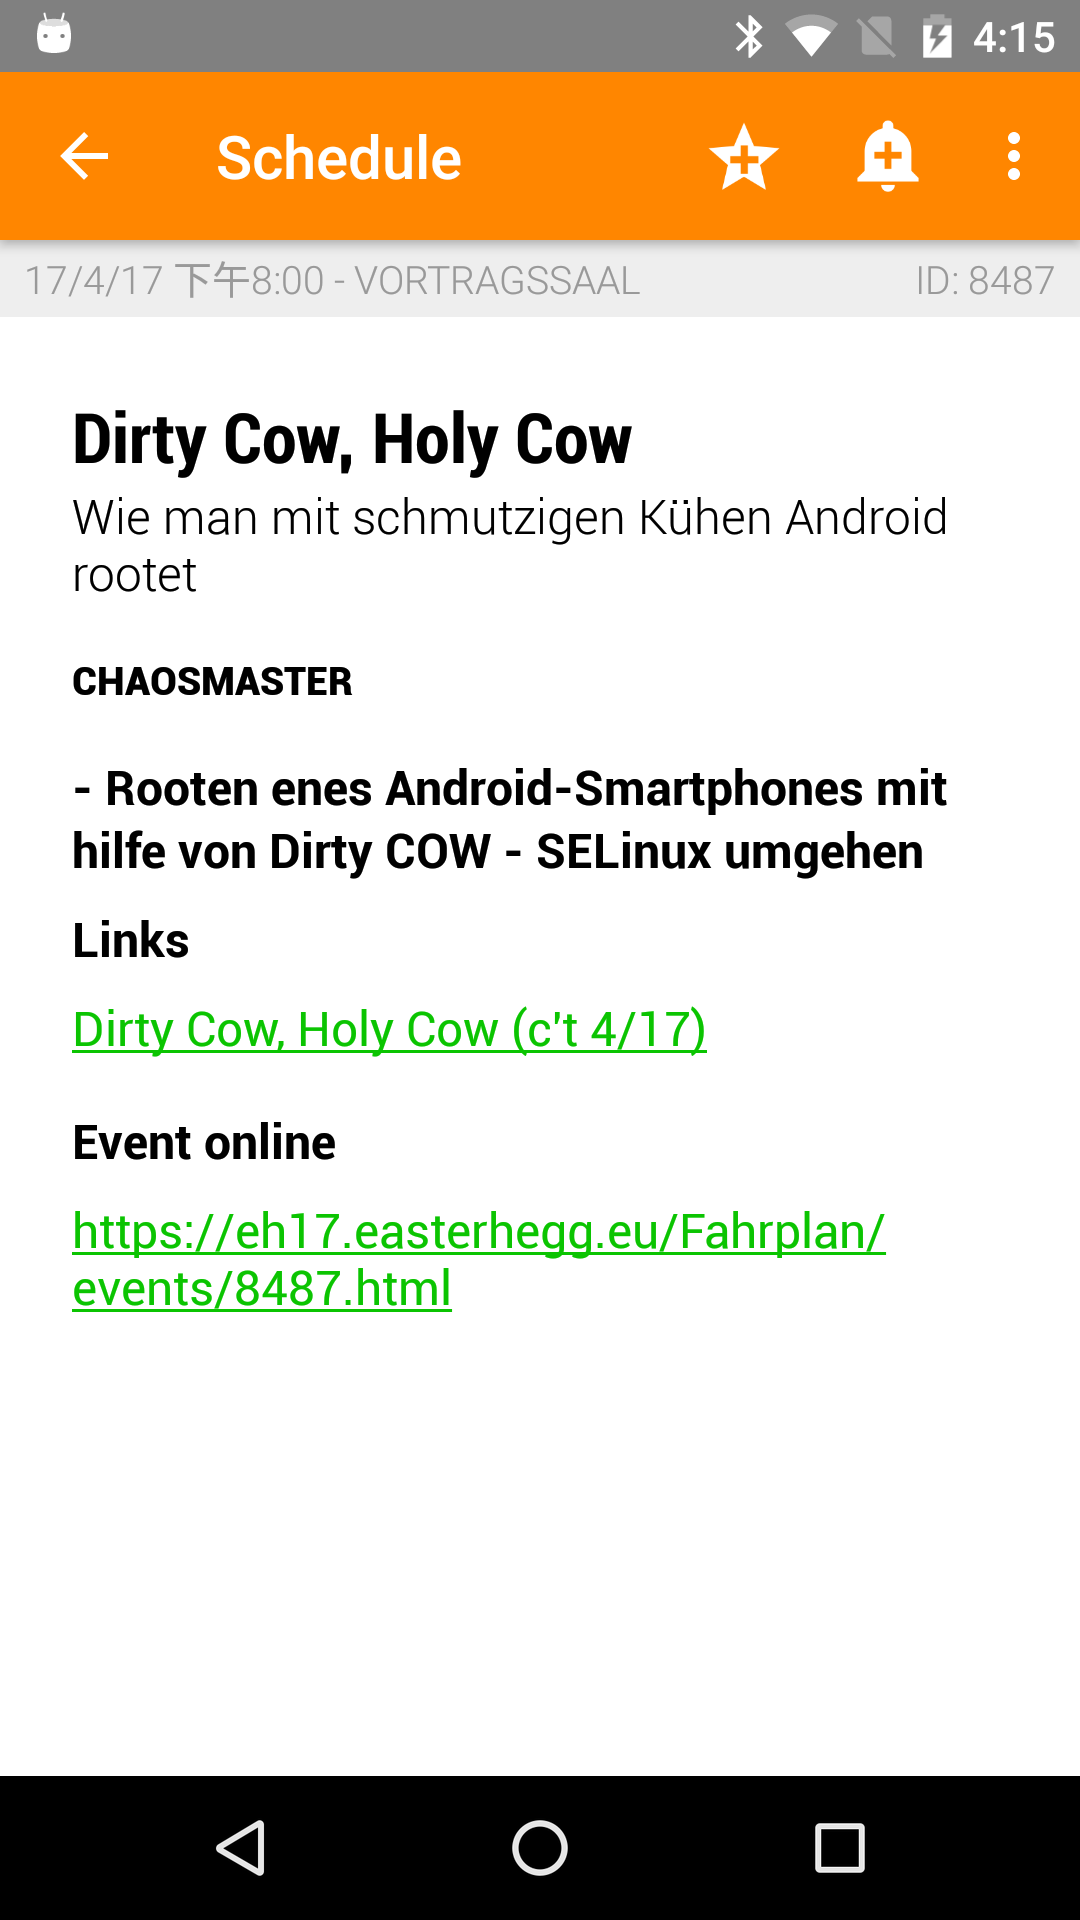 4:15
Schedule
17/4/17 下午8:00 - VORTRAGSSAAL ID: 8487
Dirty Cow, Holy Cow
Wie man mit schmutzigen Kühen Android
rootet
CHAOSMASTER
- Rooten enes Android-Smartphones mit
hilfe von Dirty COW - SELinux umgehen
Links
Dirty Cow, Holy Cow (c't 4/17)
Event online
https://eh17.easterhegg.eu/Fahrplan/
events/8487.html